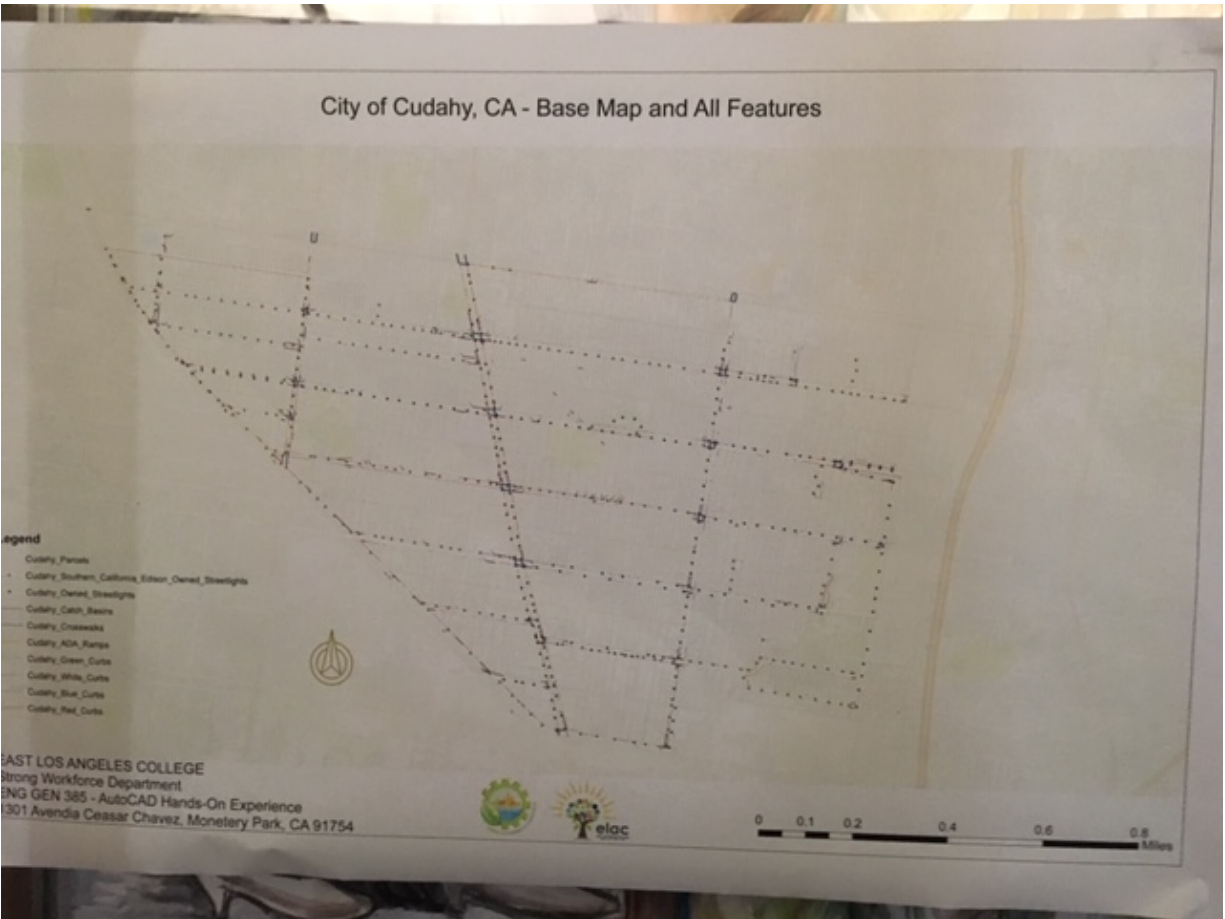 City of Cudahy, CA - Base Map and All Features
.egend
Cudahy_Parcels
Cudahy_Southern_California_Edison_Owned_Streetlights
Cudahy_Owned_Streetlights
Cudahy_Catch_Basins
Cudahy_Crosswalks
Cudahy_ADA_Ramps
Cudahy_Green_Curbs
Cudahy_White_Curbs
Cudahy_Blue_Curbs
Cudahy_Red_Curbs
EAST LOS ANGELES COLLEGE
Strong Workforce Department
ENG GEN 385 - AutoCAD Hands-On Experience
1301 Avendia Ceasar Chavez, Monetery Park, CA 91754
elac
0 0.1 0.2 0.4 0.6 0.8
Miles